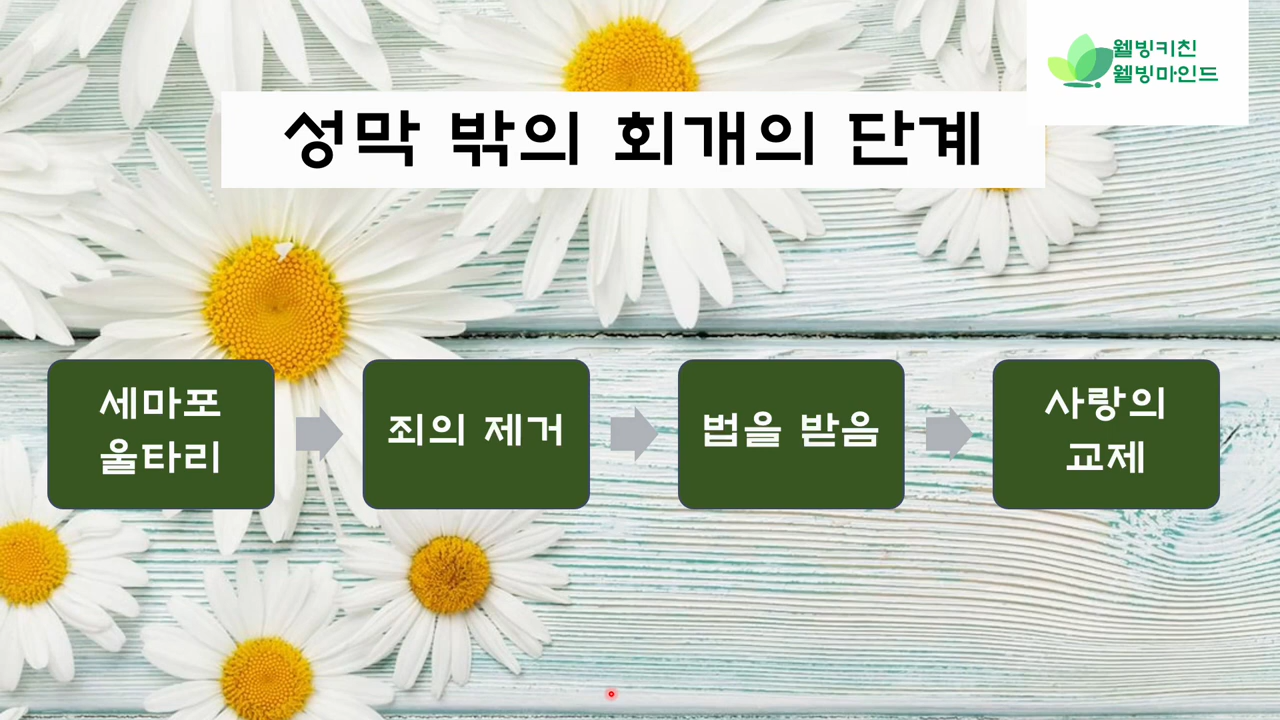 웰빙키친
웰빙마인드
성막 밖의 회개의 단계
세마포
울타리
죄의 제거
법을 받음
사랑의
교제